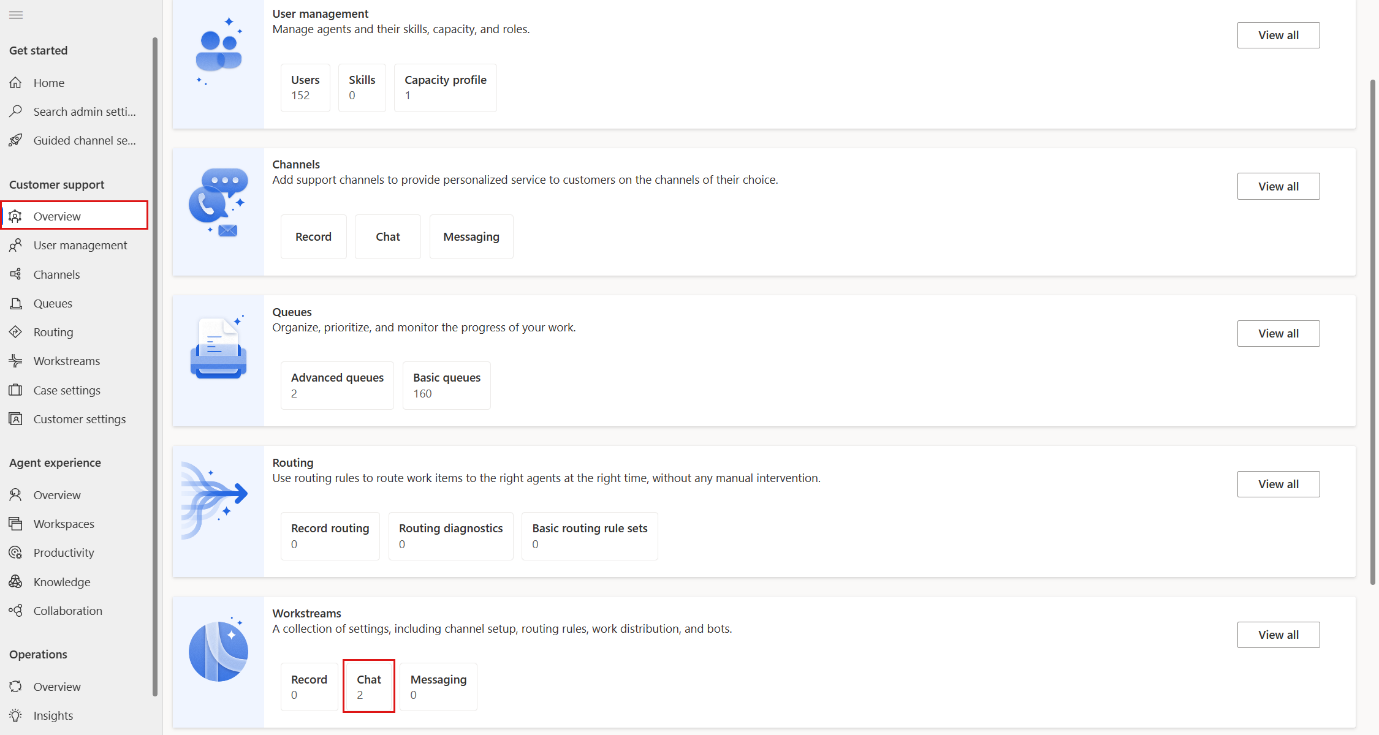 Get started
Home
Search admin setti...
Guided channel se...
Customer support
Overview
User management
Channels
Queues
Routing
Workstreams
Case settings
Customer settings
Agent experience
Overview
Workspaces
Productivity
Knowledge
Collaboration
Operations
Overview
Insights
User management
Manage agents and their skills, capacity, and roles.
View all
Users
152
Skills
0
Capacity profile
1
Channels
Add support channels to provide personalized service to customers on the channels of their choice.
View all
Record
Chat
Messaging
Queues
Organize, prioritize, and monitor the progress of your work.
View all
Advanced queues
2
Basic queues
160
Routing
Use routing rules to route work items to the right agents at the right time, without any manual intervention.
View all
Record routing
0
Routing diagnostics
0
Basic routing rule sets
0
Workstreams
A collection of settings, including channel setup, routing rules, work distribution, and bots.
View all
Record
0
Chat
2
Messaging
0